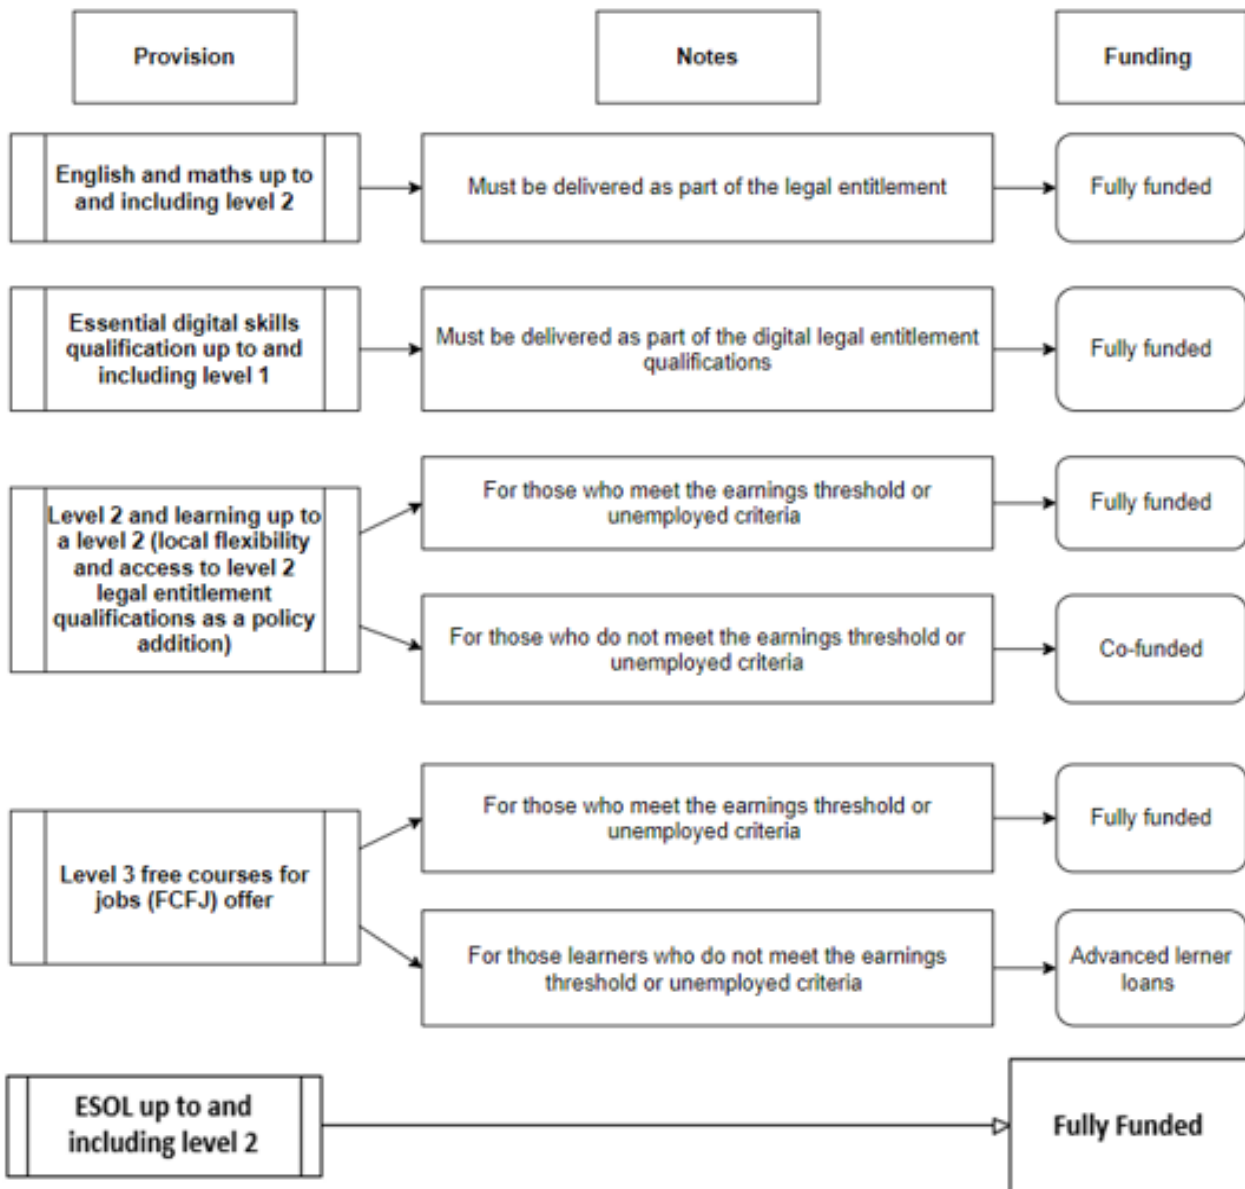 Provision
Notes
Funding
English and maths up to
and including level 2
Must be delivered as part of the legal entitlement
Fully funded
Essential digital skills
qualification up to and
including level 1
Must be delivered as part of the digital legal entitlement
qualifications
Fully funded
Level 2 and learning up to
a level 2 (local flexibility
and access to level 2
legal entitlement
qualifications as a policy
addition)
For those who meet the earnings threshold or
unemployed criteria
Fully funded
For those who do not meet the earnings threshold or
unemployed criteria
Co-funded
Level 3 free courses for
jobs (FCFJ) offer
For those who meet the earnings threshold or
unemployed criteria
Fully funded
For those learners who do not meet the earnings
threshold or unemployed criteria
Advanced lerner
loans
ESOL up to and
including level 2
Fully Funded